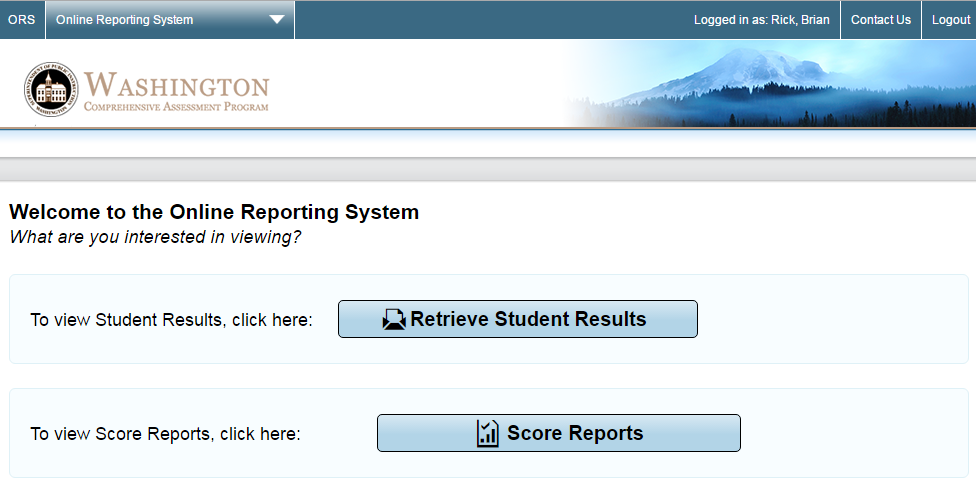 ORS
Online Reporting System
Logged in as: Rick, Brian
Contact Us
Logout
WASHINGTON
COMPREHENSIVE ASSESSMENT PROGRAM
Welcome to the Online Reporting System
What are you interested in viewing?
To view Student Results, click here:
Retrieve Student Results
To view Score Reports, click here:
Score Reports